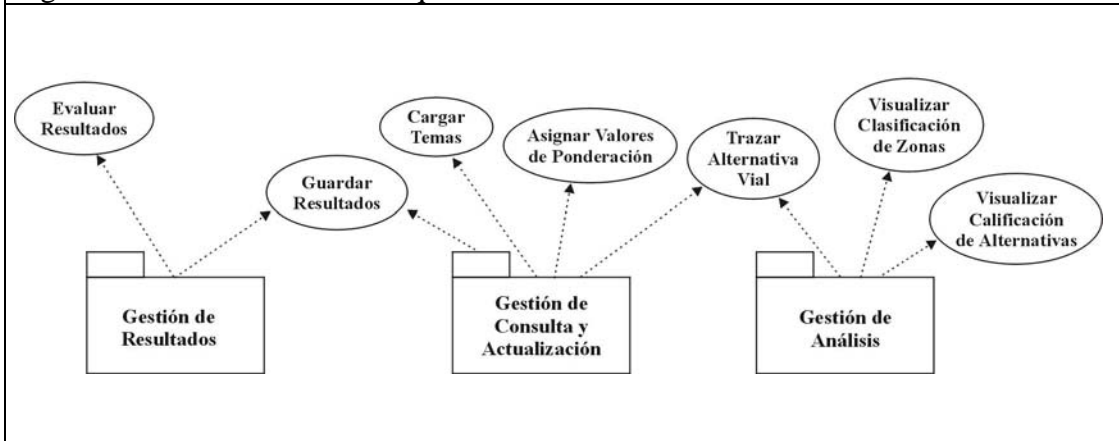 Evaluar
Resultados
Guardar
Resultados
Cargar
Temas
Asignar Valores
de Ponderación
Trazar
Alternativa
Vial
Visualizar
Clasificación
de Zonas
Visualizar
Calificación
de Alternativas
Gestión de
Resultados
Gestión de
Consulta y
Actualización
Gestión de
Análisis